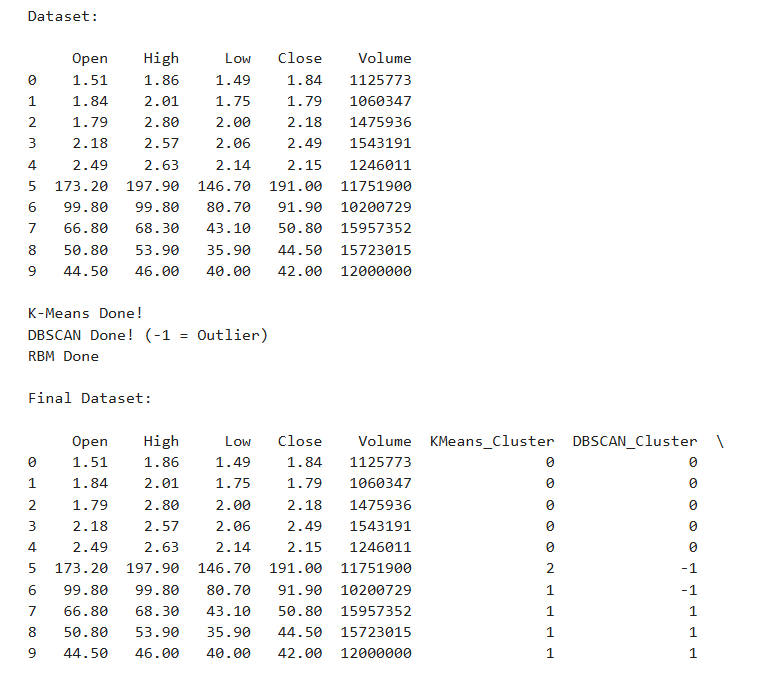 Dataset:
Open High Low Close Volume
0 1.51 1.86 1.49 1.84 1125773
1 1.84 2.01 1.75 1.79 1060347
2 1.79 2.80 2.00 2.18 1475936
3 2.18 2.57 2.06 2.49 1543191
4 2.49 2.63 2.14 2.15 1246011
5 173.20 197.90 146.70 191.00 11751900
6 99.80 99.80 80.70 91.90 10200729
7 66.80 68.30 43.10 50.80 15957352
8 50.80 53.90 35.90 44.50 15723015
9 44.50 46.00 40.00 42.00 12000000
K-Means Done!
DBSCAN Done! (-1 = Outlier)
RBM Done
Final Dataset:
Open High Low Close Volume KMeans_Cluster DBSCAN_Cluster \
0 1.51 1.86 1.49 1.84 1125773 0 0
1 1.84 2.01 1.75 1.79 1060347 0 0
2 1.79 2.80 2.00 2.18 1475936 0 0
3 2.18 2.57 2.06 2.49 1543191 0 0
4 2.49 2.63 2.14 2.15 1246011 0 0
5 173.20 197.90 146.70 191.00 11751900 2 -1
6 99.80 99.80 80.70 91.90 10200729 1 -1
7 66.80 68.30 43.10 50.80 15957352 1 1
8 50.80 53.90 35.90 44.50 15723015 1 1
9 44.50 46.00 40.00 42.00 12000000 1 1